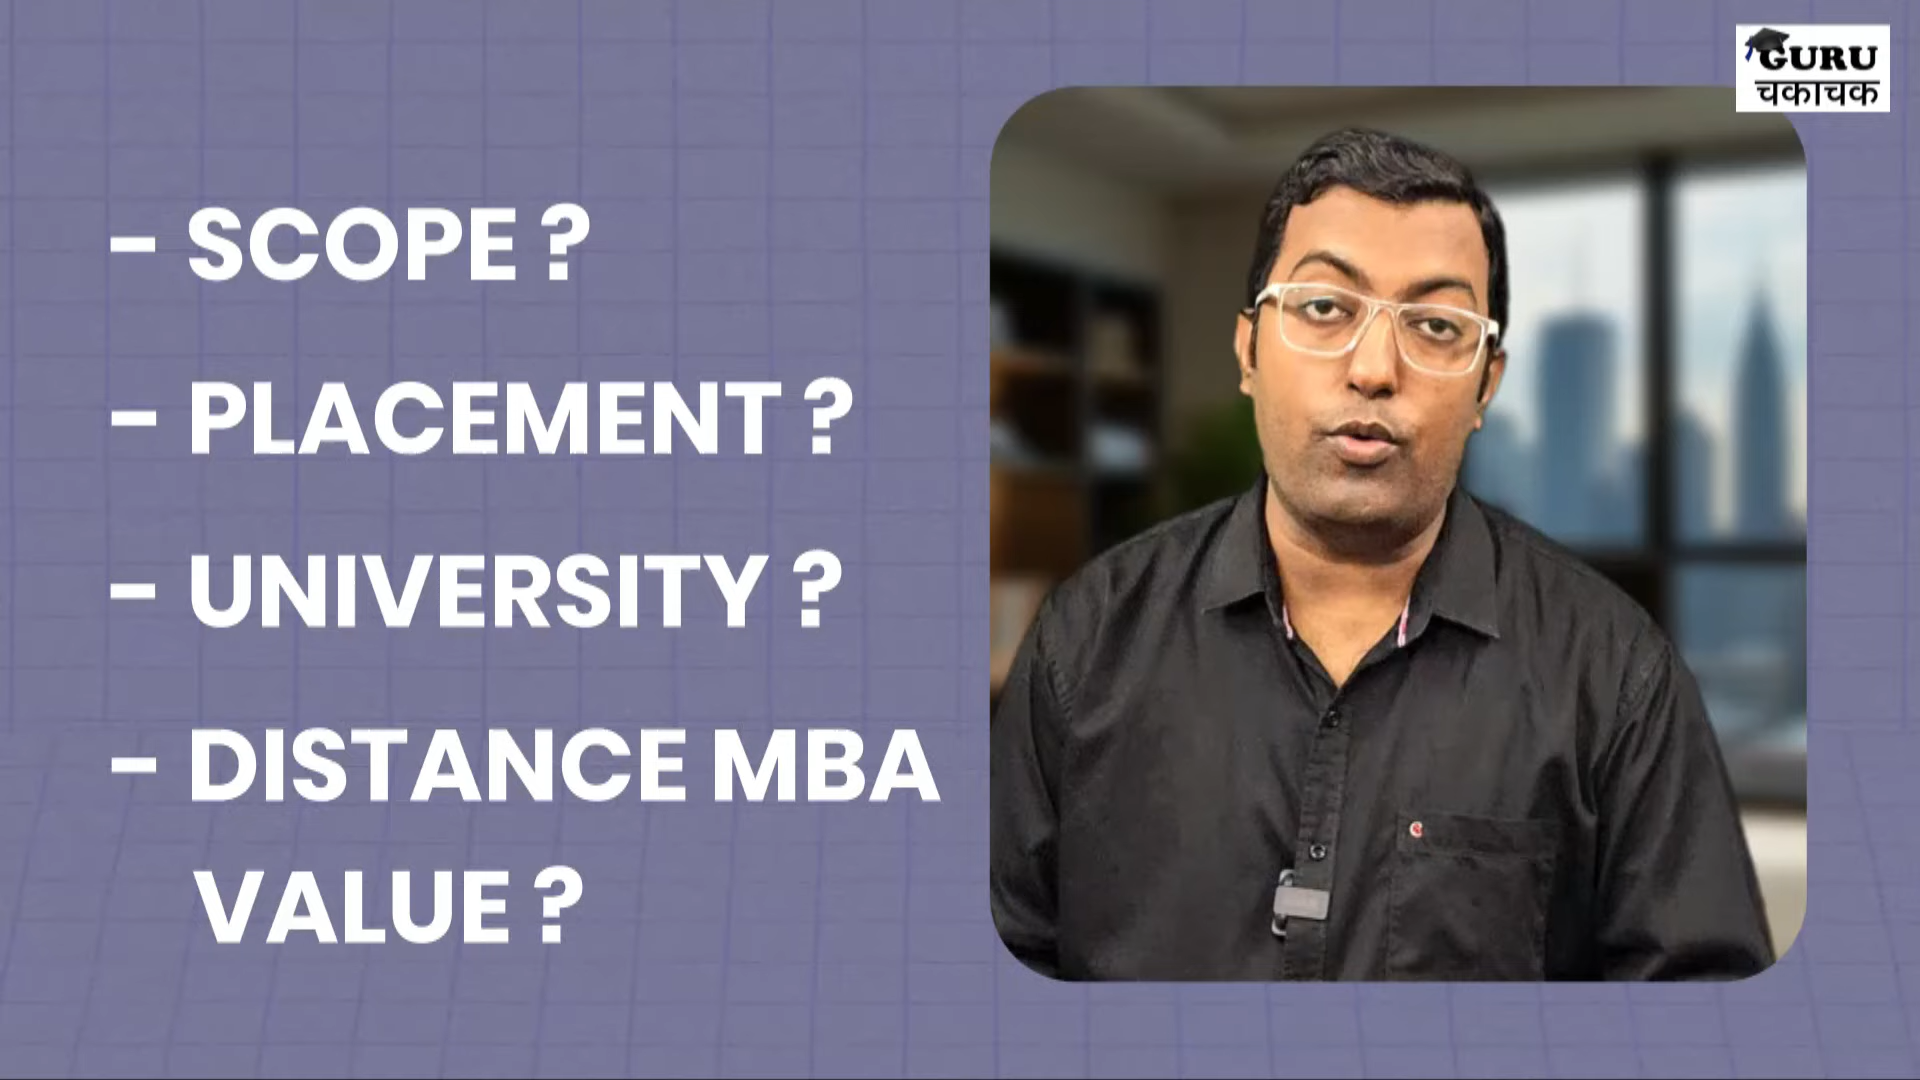 GURU
चकाचक
- SCOPE ?
- PLACEMENT ?
- UNIVERSITY ?
- DISTANCE MBA
VALUE ?